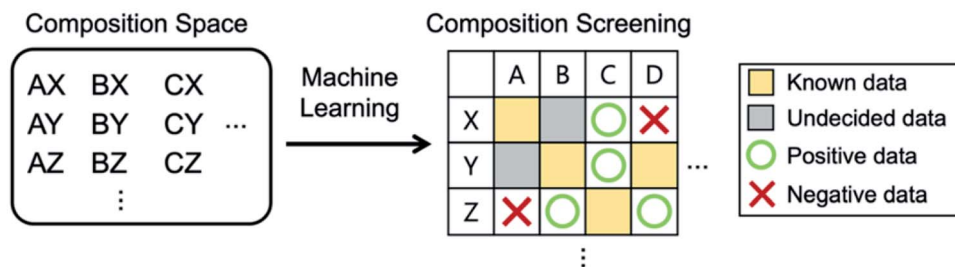 Composition Space
AX BX CX
AY BY CY ...
AZ BZ CZ
⋮
Machine
Learning
Composition Screening
A B C D
X
Y ...
Z
⋮
Known data
Undecided data
Positive data
Negative data